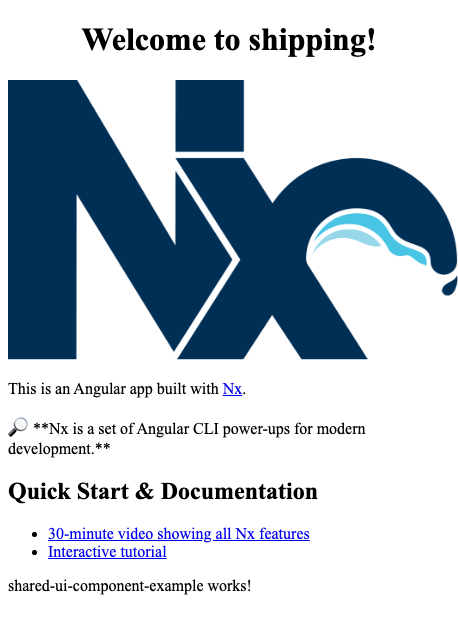 Welcome to shipping!
Nx
This is an Angular app built with Nx.
🔎 **Nx is a set of Angular CLI power-ups for modern
development.**
Quick Start & Documentation
• 30-minute video showing all Nx features
• Interactive tutorial
shared-ui-component-example works!